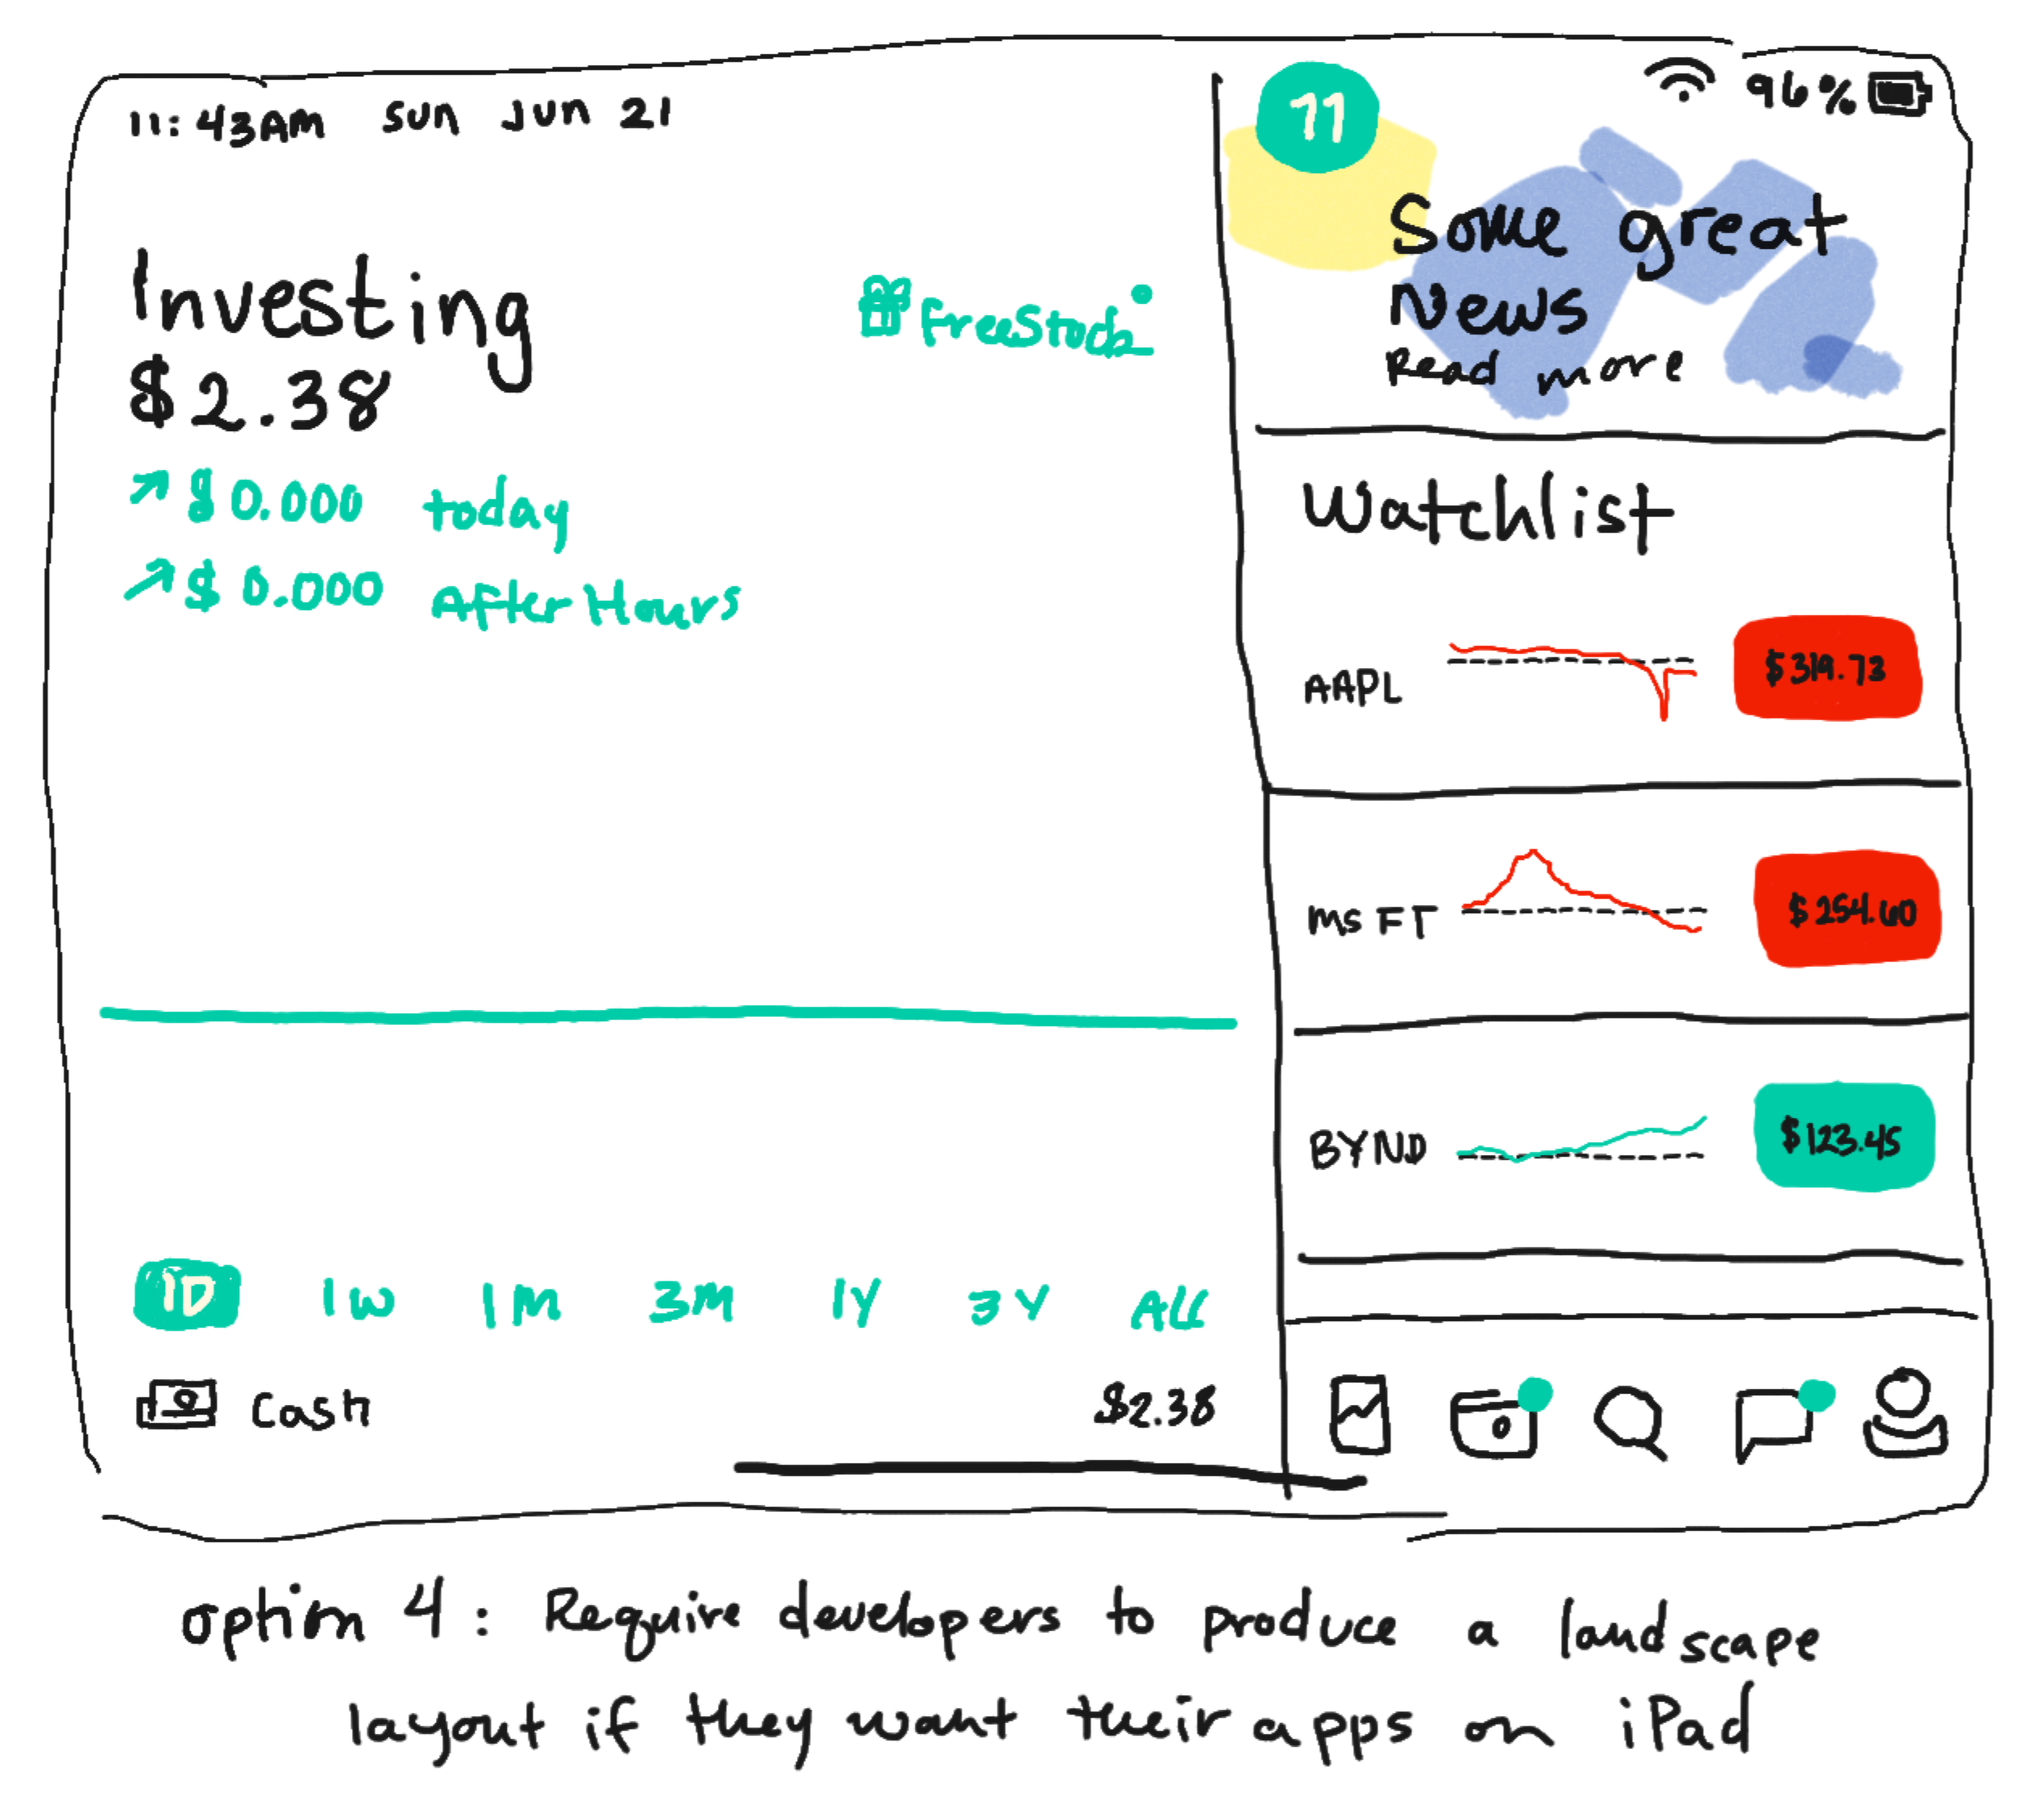 11:43AM Sun Jun 21
96%
Investing
$2.38
FreeStock
↗$0.000 today
↗$0.000 AfterHours
1D 1W 1M 3M 1Y 3Y All
Cash $2.38
11
Some great
News
Read more
Watchlist
AAPL $319.73
MSFT $254.60
BYND $123.45
option 4: Require developers to produce a landscape
layout if they want their apps on iPad